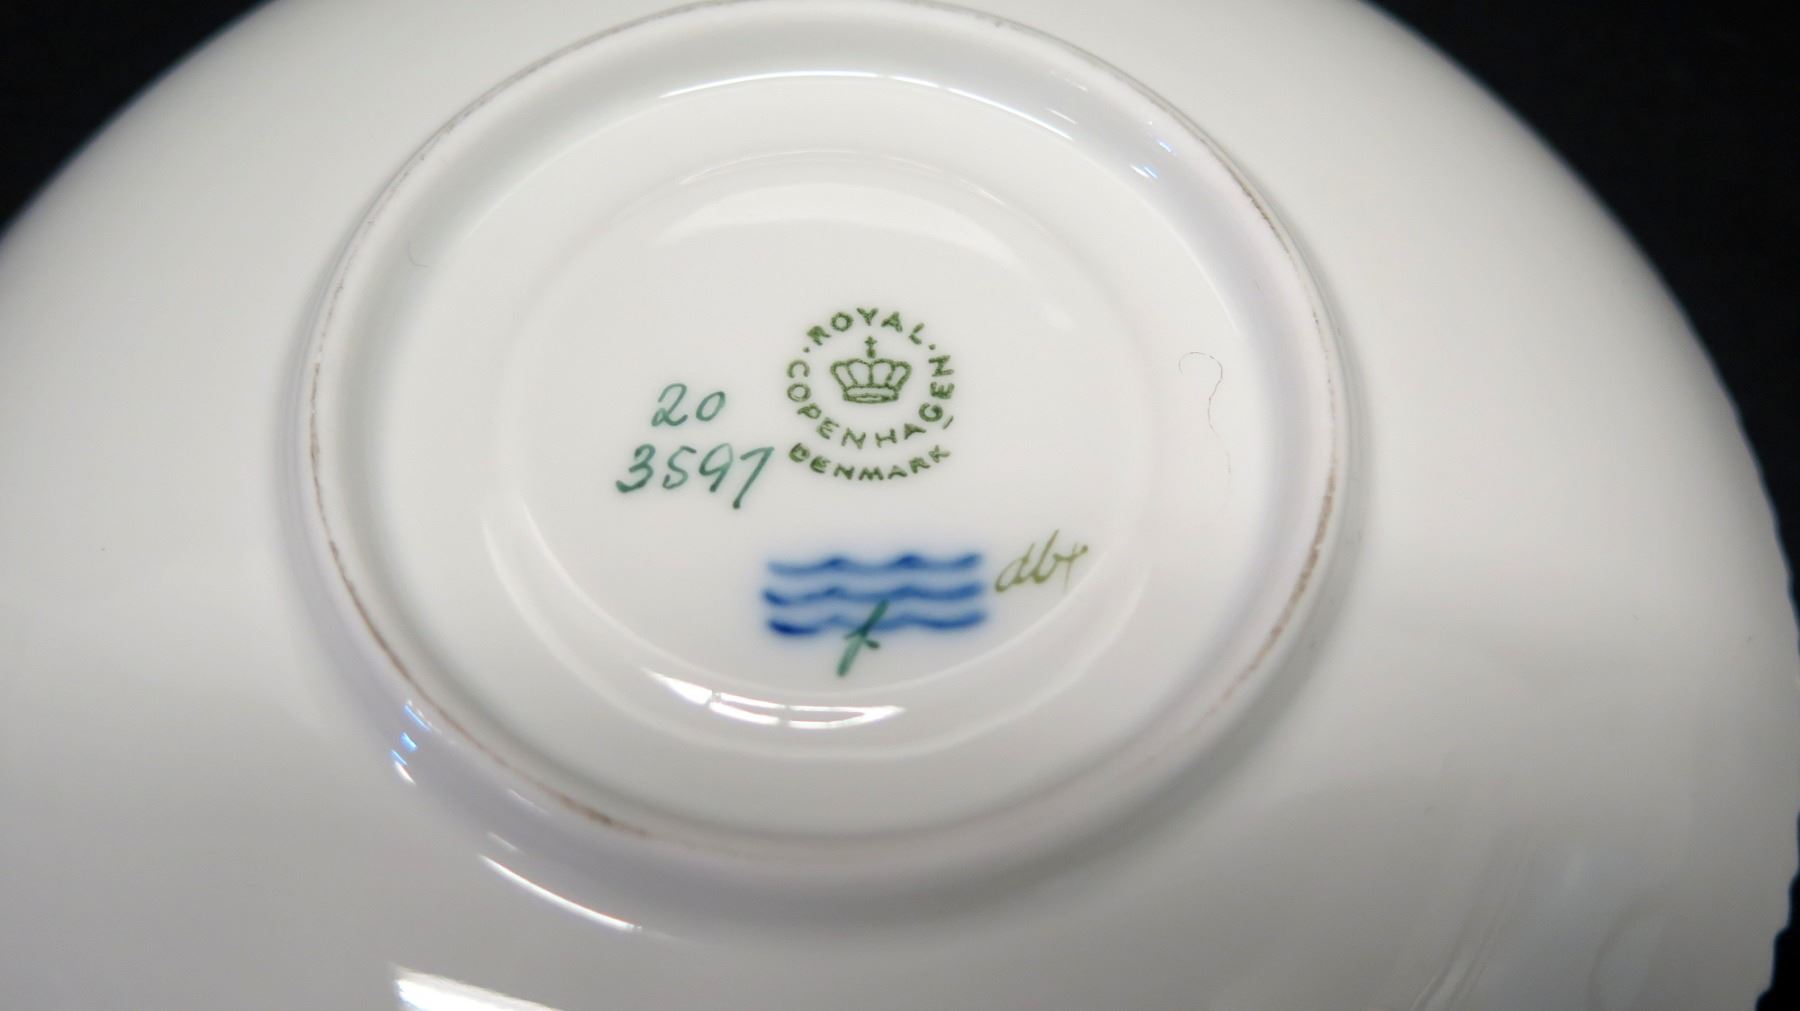 ROYAL
COPENHAGEN
DENMARK
20
3597